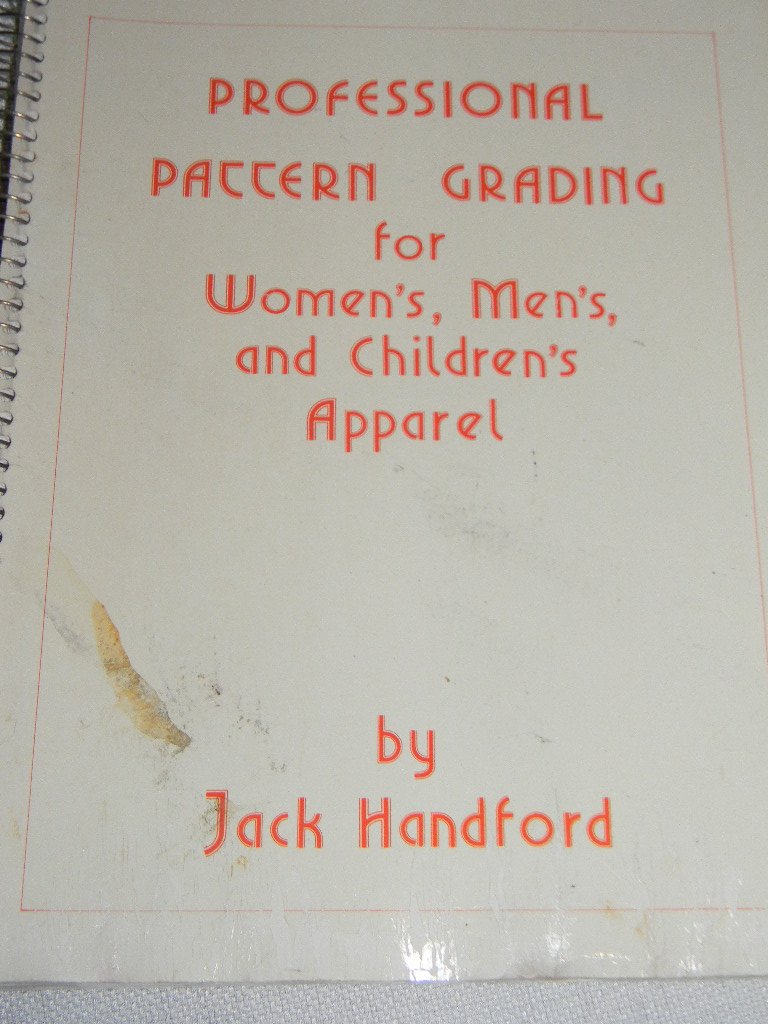 PROFESSIONAL
PATTERN GRADING
for
Women's, Men's,
and Children's
Apparel
by
Jack Handford